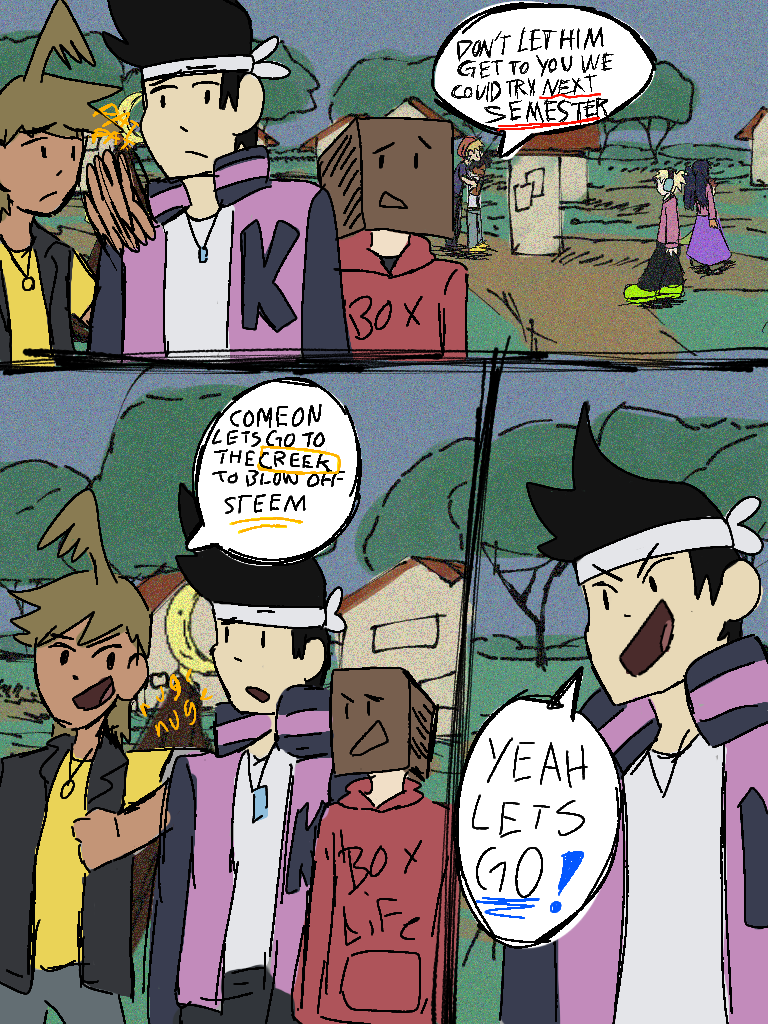 DON'T LET HIM
GET TO YOU WE
COULD TRY NEXT
SEMESTER
K
BOX
COMEON
LETS GO TO
THE CREEK
TO BLOW OFF
STEEM
nuge
nuge
K
BOX
LiFe
YEAH
LETS
GO!